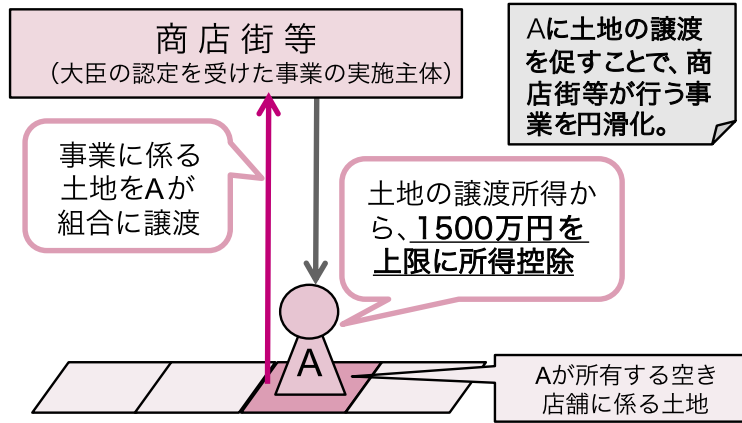 商店街等
（大臣の認定を受けた事業の実施主体）
Aに土地の譲渡
を促すことで、商
店街等が行う事
業を円滑化。
事業に係る
土地をAが
組合に譲渡
土地の譲渡所得か
ら、1500万円を
上限に所得控除
A
Aが所有する空き
店舗に係る土地